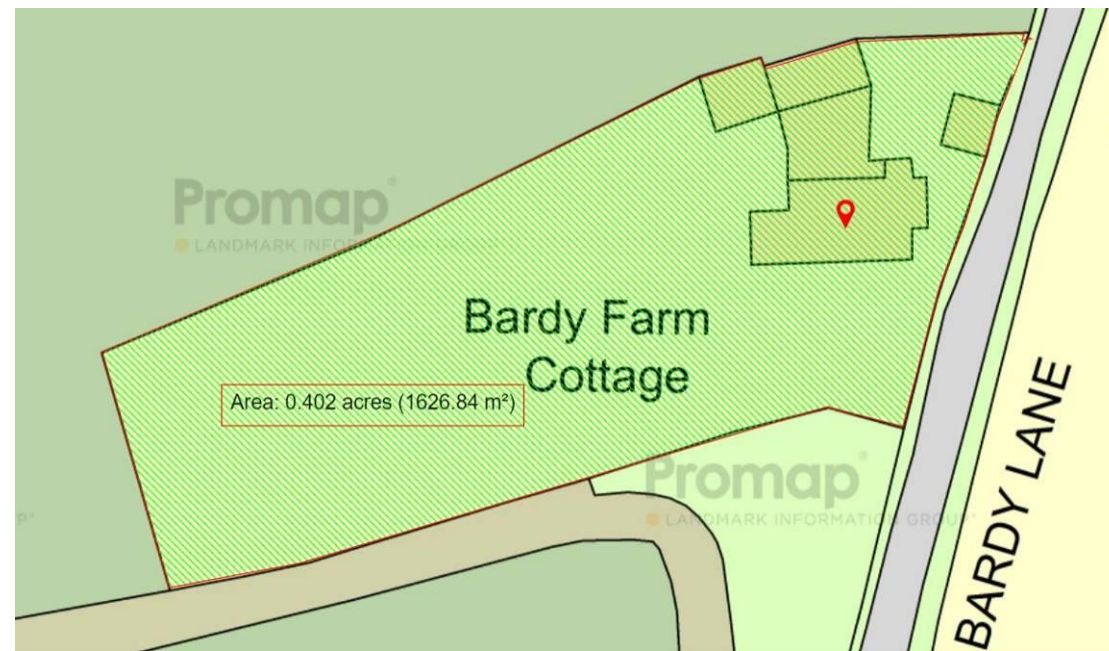 Promap
LANDMARK INFORMATION GROUP
Bardy Farm
Cottage
Area: 0.402 acres (1626.84 m²)
Promap
LANDMARK INFORMATION GROUP
BARDY LANE